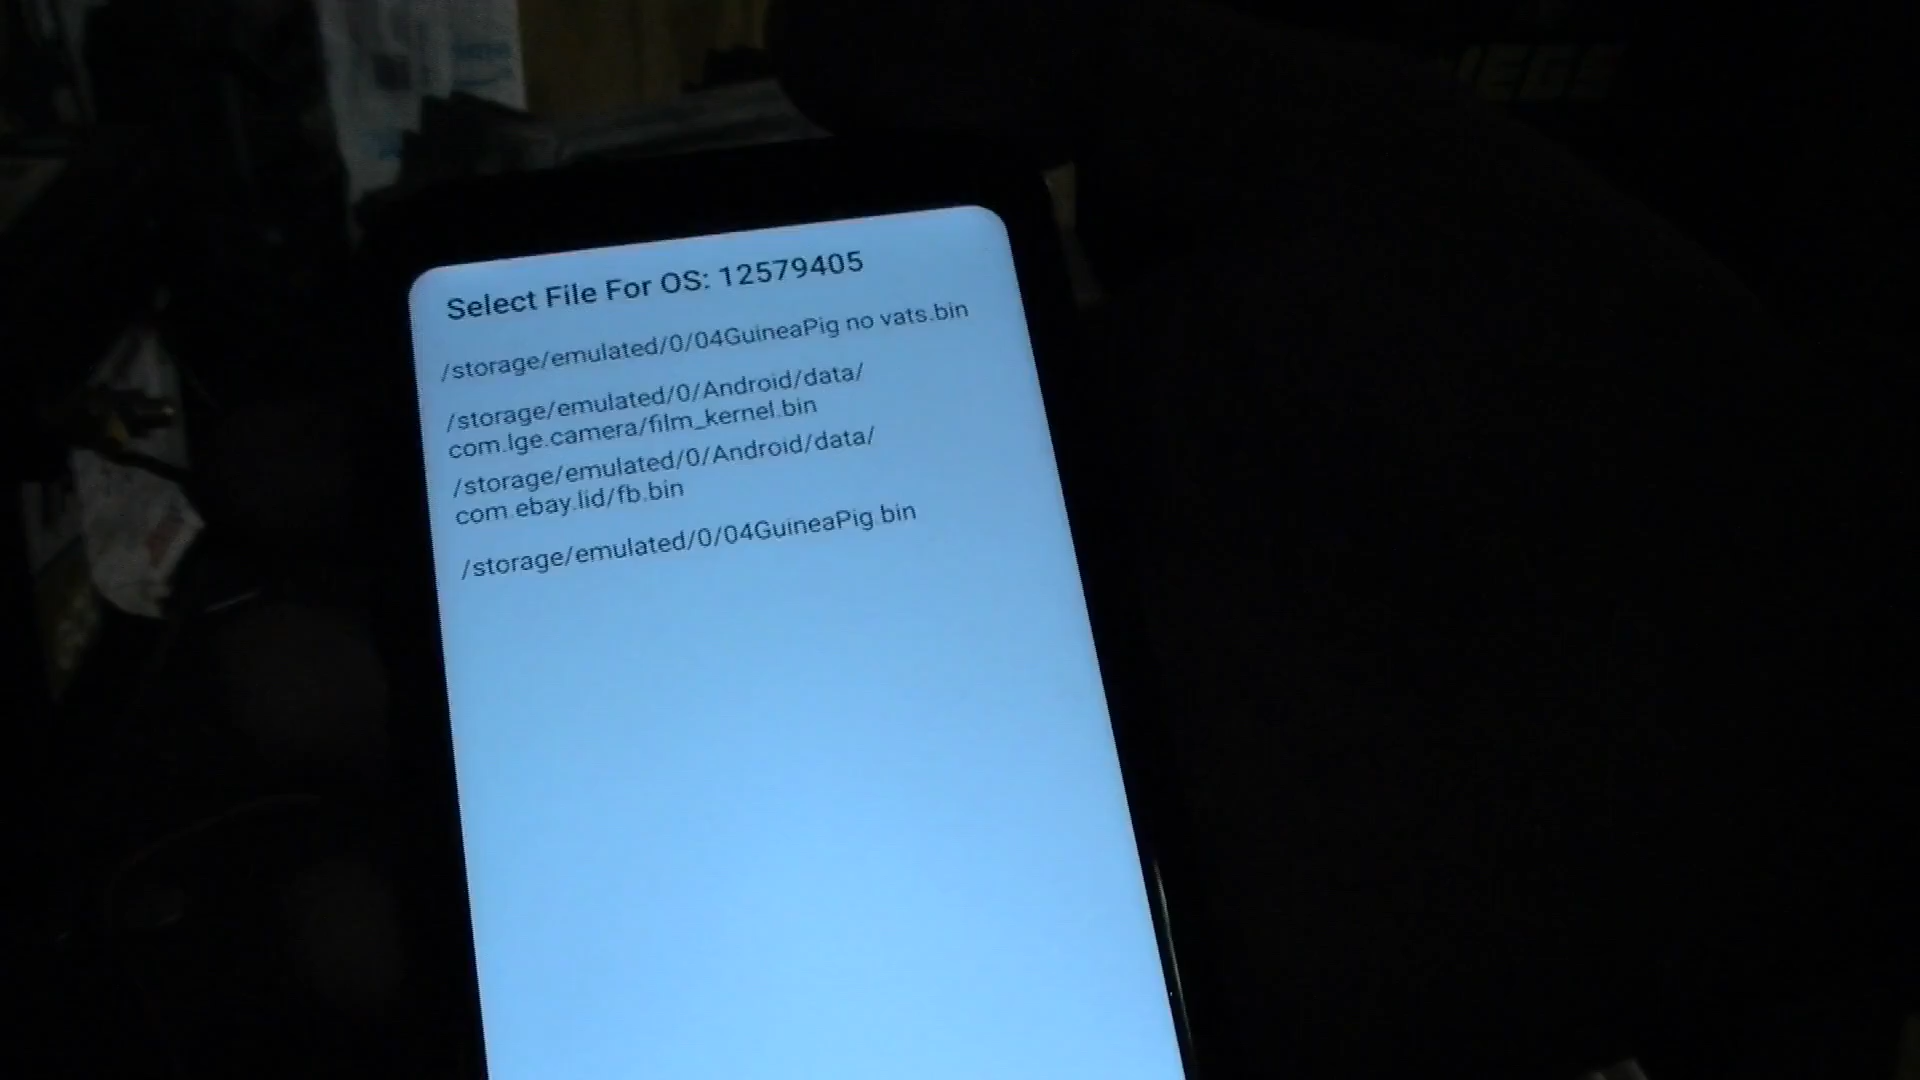 Select File For OS: 12579405
/storage/emulated/0/04GuineaPig no vats.bin
/storage/emulated/0/Android/data/
com.lge.camera/film_kernel.bin
/storage/emulated/0/Android/data/
com.ebay.lid/fb.bin
/storage/emulated/0/04GuineaPig.bin